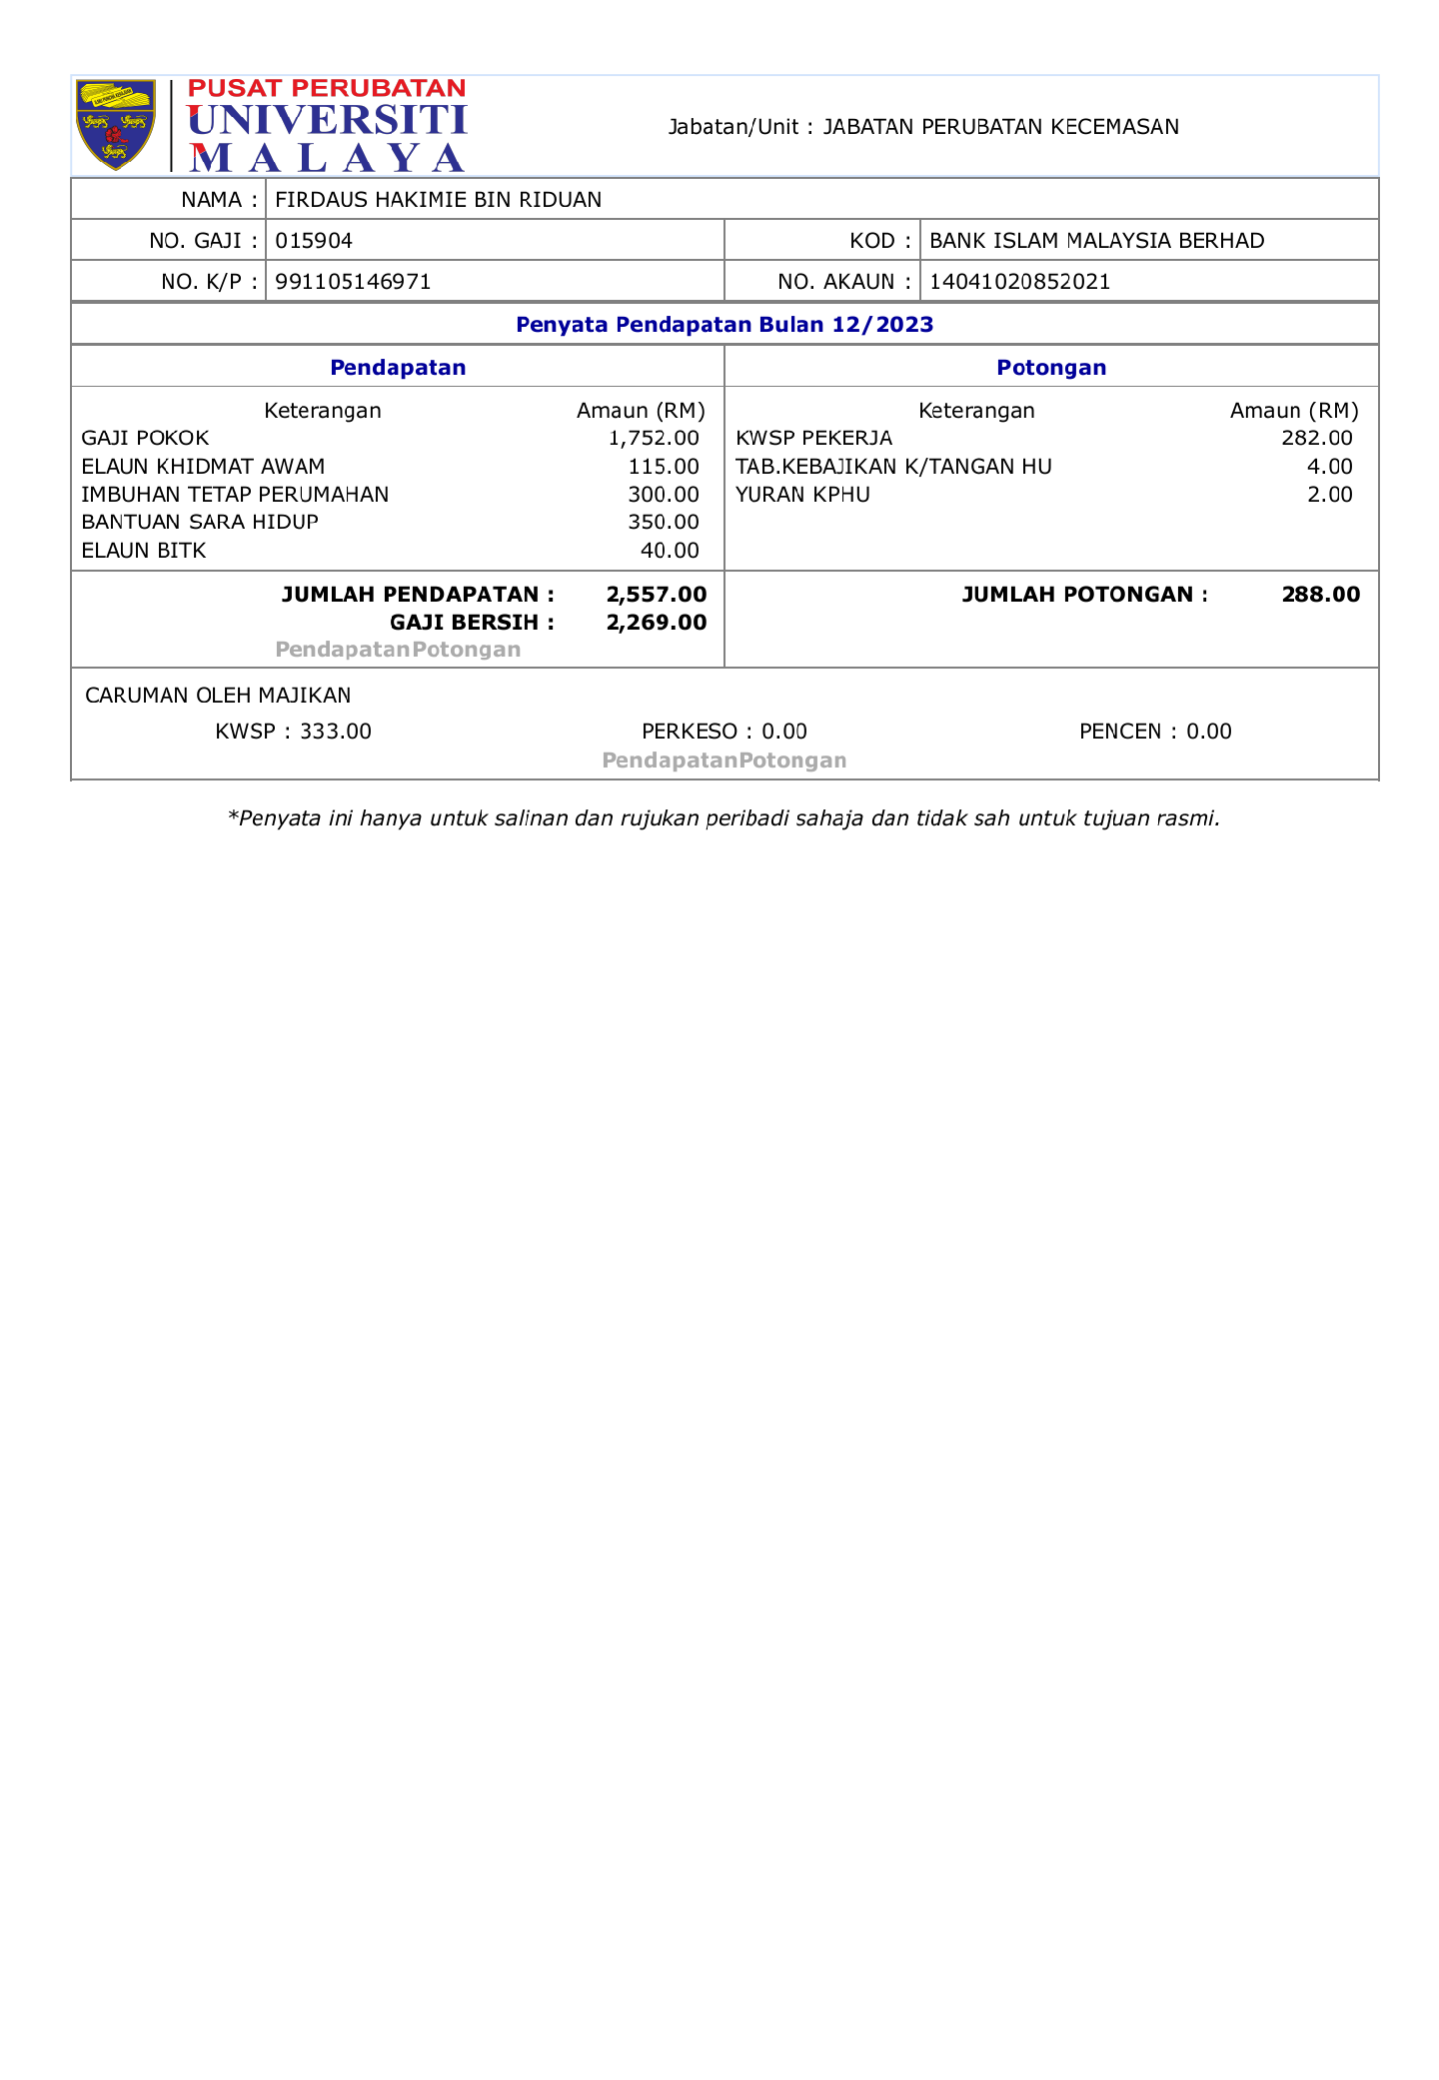 PUSAT PERUBATAN
UNIVERSITI
MALAYA
Jabatan/Unit : JABATAN PERUBATAN KECEMASAN
NAMA : FIRDAUS HAKIMIE BIN RIDUAN
NO. GAJI : 015904 KOD : BANK ISLAM MALAYSIA BERHAD
NO. K/P : 991105146971 NO. AKAUN : 14041020852021
Penyata Pendapatan Bulan 12/2023
Pendapatan Potongan
Keterangan Amaun (RM) Keterangan Amaun (RM)
GAJI POKOK 1,752.00 KWSP PEKERJA 282.00
ELAUN KHIDMAT AWAM 115.00 TAB.KEBAJIKAN K/TANGAN HU 4.00
IMBUHAN TETAP PERUMAHAN 300.00 YURAN KPHU 2.00
BANTUAN SARA HIDUP 350.00
ELAUN BITK 40.00
JUMLAH PENDAPATAN : 2,557.00 JUMLAH POTONGAN : 288.00
GAJI BERSIH : 2,269.00
PendapatanPotongan
CARUMAN OLEH MAJIKAN
KWSP : 333.00 PERKESO : 0.00 PENCEN : 0.00
PendapatanPotongan
*Penyata ini hanya untuk salinan dan rujukan peribadi sahaja dan tidak sah untuk tujuan rasmi.